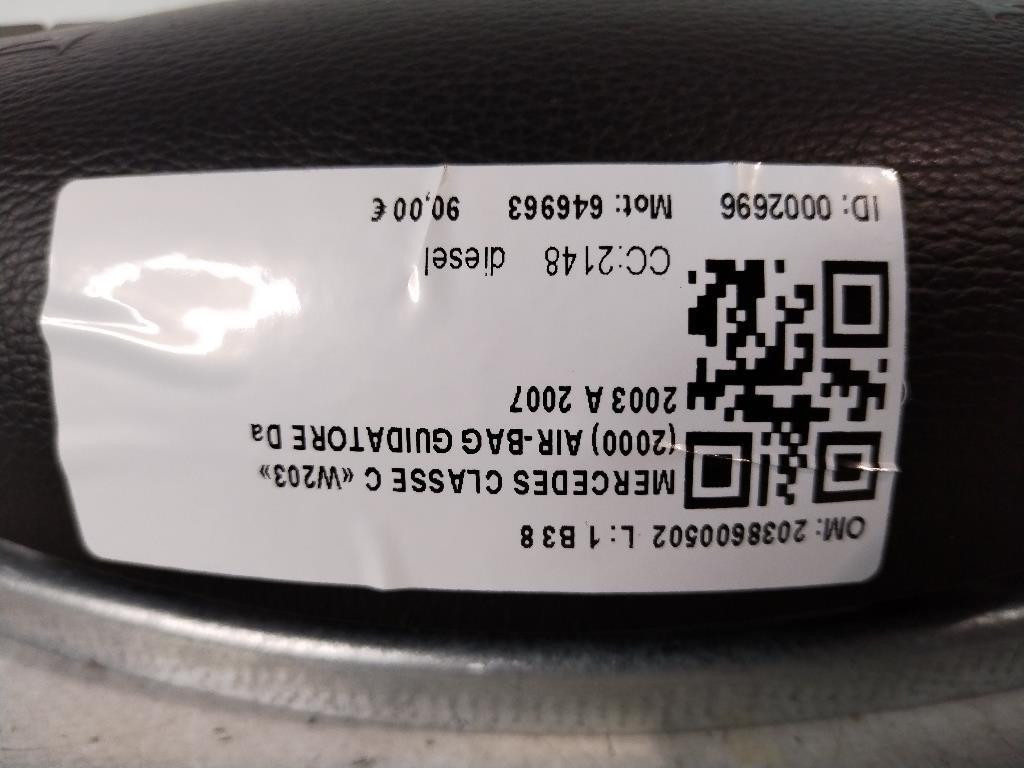 OM: 2038600502 L: 1 B3 8
MERCEDES CLASSE C «W203»
(2000) AIR-BAG GUIDATORE Da
2003 A 2007
CC:2148 diesel
ID: 0002696 Mot: 646963 90,00 €